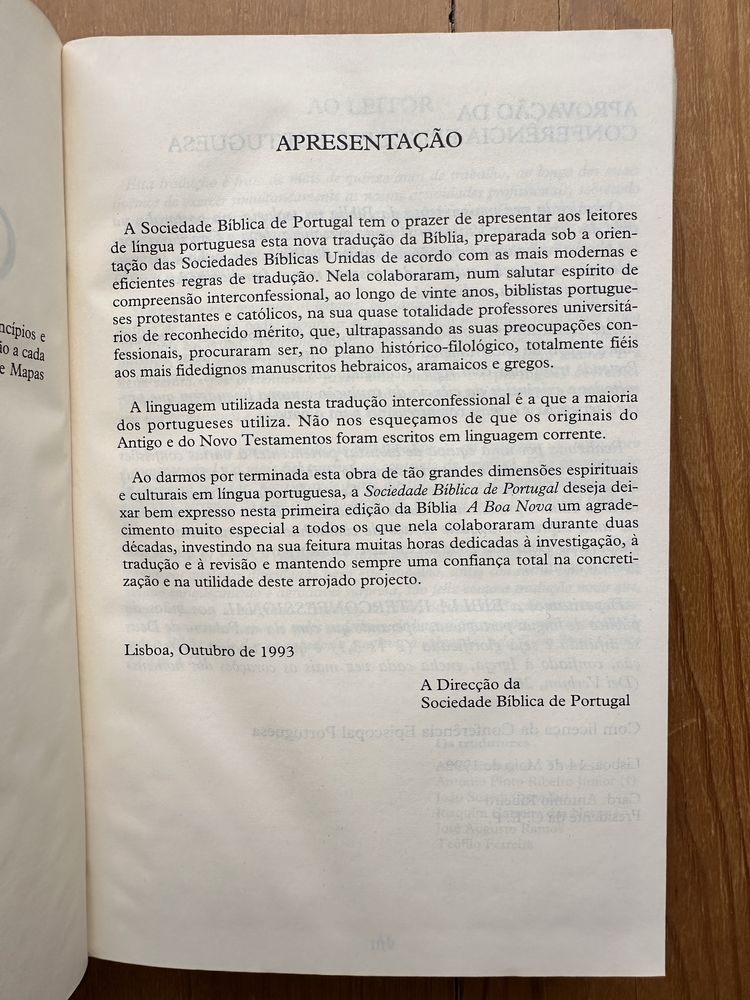 ncípios e
io a cada
e Mapas
APRESENTAÇÃO
A Sociedade Bíblica de Portugal tem o prazer de apresentar aos leitores
de língua portuguesa esta nova tradução da Bíblia, preparada sob a orien-
tação das Sociedades Bíblicas Unidas de acordo com as mais modernas e
eficientes regras de tradução. Nela colaboraram, num salutar espírito de
compreensão interconfessional, ao longo de vinte anos, biblistas portugue-
ses protestantes e católicos, na sua quase totalidade professores universitá-
rios de reconhecido mérito, que, ultrapassando as suas preocupações con-
fessionais, procuraram ser, no plano histórico-filológico, totalmente fiéis
aos mais fidedignos manuscritos hebraicos, aramaicos e gregos.
A linguagem utilizada nesta tradução interconfessional é a que a maioria
dos portugueses utiliza. Não nos esqueçamos de que os originais do
Antigo e do Novo Testamentos foram escritos em linguagem corrente.
Ao darmos por terminada esta obra de tão grandes dimensões espirituais
e culturais em língua portuguesa, a Sociedade Bíblica de Portugal deseja dei-
xar bem expresso nesta primeira edição da Bíblia A Boa Nova um agrade-
cimento muito especial a todos os que nela colaboraram durante duas
décadas, investindo na sua feitura muitas horas dedicadas à investigação, à
tradução e à revisão e mantendo sempre uma confiança total na concreti-
zação e na utilidade deste arrojado projecto.
Lisboa, Outubro de 1993
A Direcção da
Sociedade Bíblica de Portugal